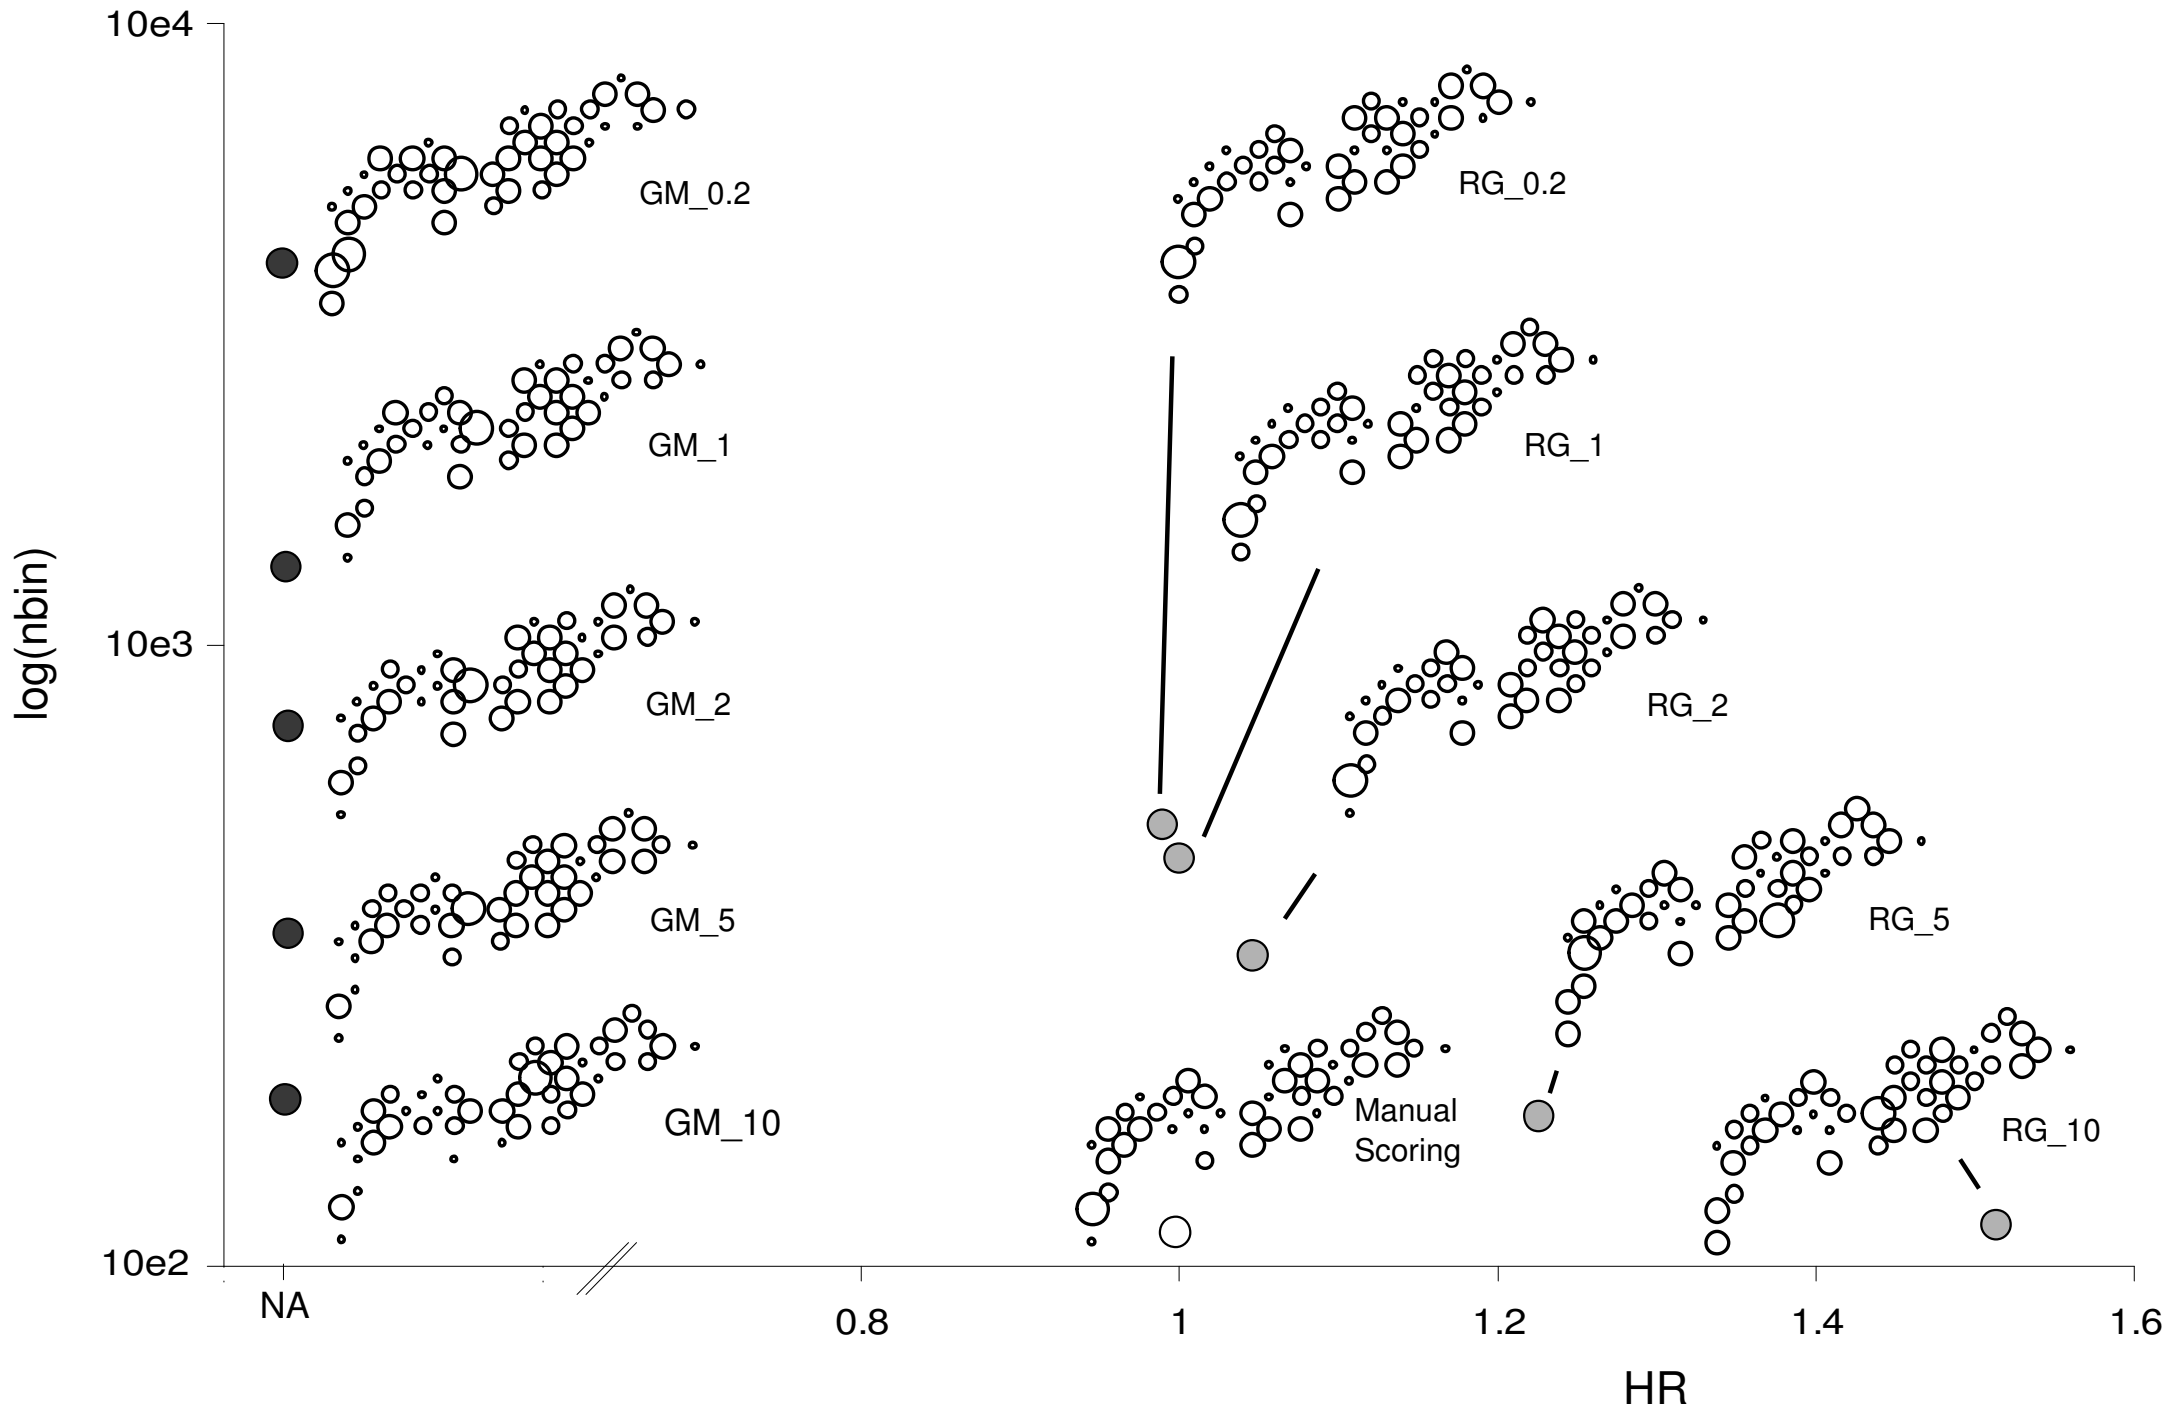 10e4
GM_0.2
RG_0.2
GM_1
RG_1
log(nbin)
10e3
GM_2
RG_2
GM_5
RG_5
GM_10
Manual
Scoring
RG_10
10e2
NA
0.8
1
1.2
1.4
1.6
HR